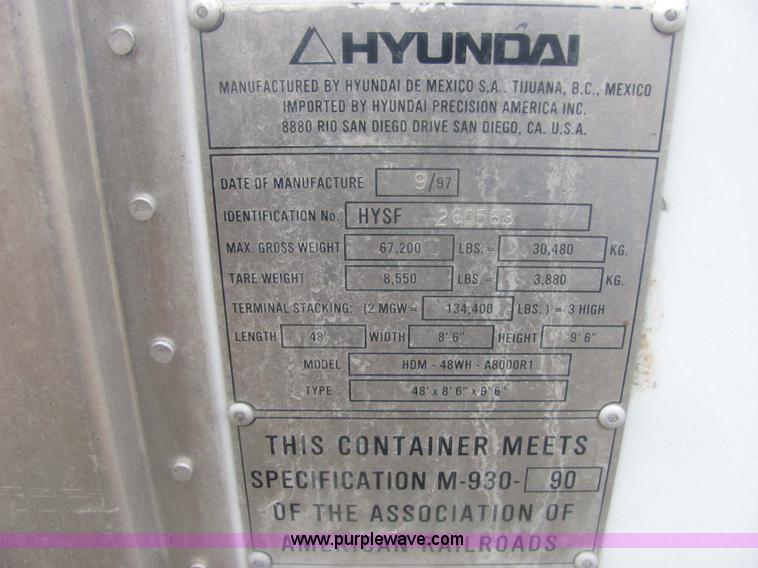 HYUNDAI
MANUFACTURED BY HYUNDAI DE MEXICO S.A., TIJUANA, B.C., MEXICO
IMPORTED BY HYUNDAI PRECISION AMERICA INC.
8880 RIO SAN DIEGO DRIVE SAN DIEGO, CA. U.S.A.
DATE OF MANUFACTURE 9/97
IDENTIFICATION No. HYSF 260563
MAX. GROSS WEIGHT 67,200 LBS. = 30,480 KG.
TARE WEIGHT 8,550 LBS. = 3,880 KG.
TERMINAL STACKING: (2 MGW = 134,400 LBS.) = 3 HIGH
LENGTH 48' WIDTH 8' 6" HEIGHT 9' 6"
MODEL HDM - 48WH - A8000R1
TYPE 48' x 8' 6" x 9' 6"
THIS CONTAINER MEETS
SPECIFICATION M-930- 90
OF THE ASSOCIATION OF
AMERICAN RAILROADS
www.purplewave.com